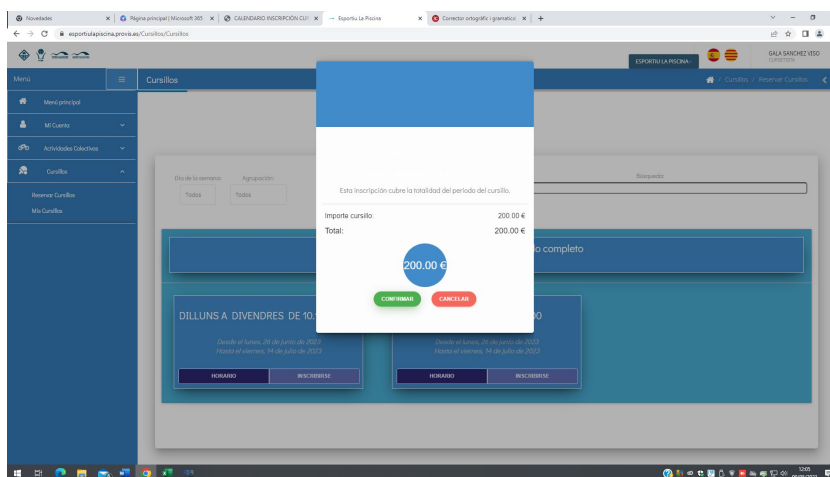 Novedades
Página principal | Microsoft 365
CALENDARIO INSCRIPCIÓN CUR
Esportiu La Piscina
Corrector ortogràfic i gramatical
esportiulapiscina.provis.es/Cursillos/Cursillos
ESPORTIU LA PISCINA
GALA SANCHEZ VISO
Menú
Cursillos
/ Cursillos / Reservar Cursillos
Menú principal
Mi Cuenta
Actividades Colectivas
Cursillos
Reservar Cursillos
Mis Cursillos
Día de la semana:
Agrupación:
Búsqueda:
Todos
Todos
Esta inscripción cubre la totalidad del periodo del cursillo.
Importe cursillo: 200.00 €
Total: 200.00 €
200.00 €
CONFIRMAR
CANCELAR
do completo
DILLUNS A DIVENDRES DE 10.
00
Desde el lunes, 26 de junio de 2023
Hasta el viernes, 14 de julio de 2023
HORARIO
INSCRIBIRSE
Desde el lunes, 26 de junio de 2023
Hasta el viernes, 14 de julio de 2023
HORARIO
INSCRIBIRSE
12:05